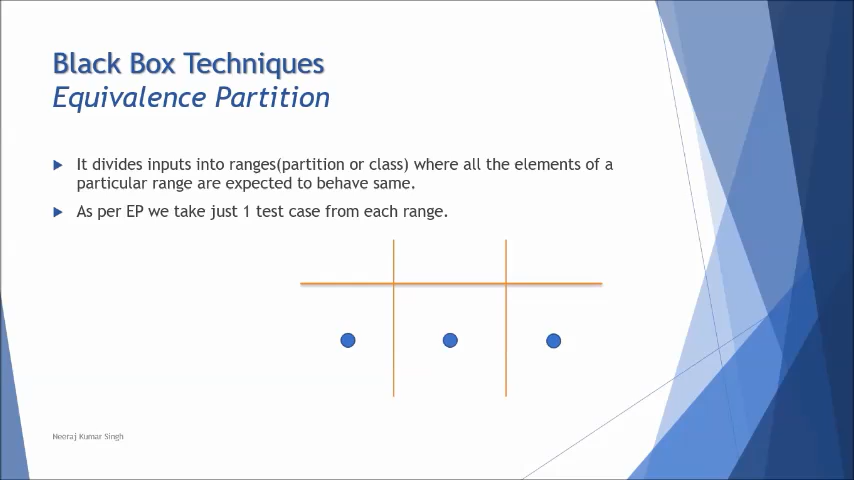 Black Box Techniques
Equivalence Partition
It divides inputs into ranges(partition or class) where all the elements of a
particular range are expected to behave same.
As per EP we take just 1 test case from each range.
Neeraj Kumar Singh